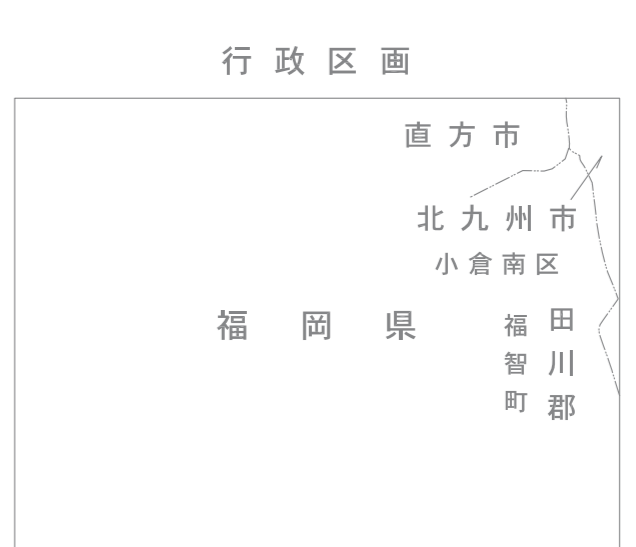 行政区画
直方市
北九州市
小倉南区
福岡県
田川郡
福智町